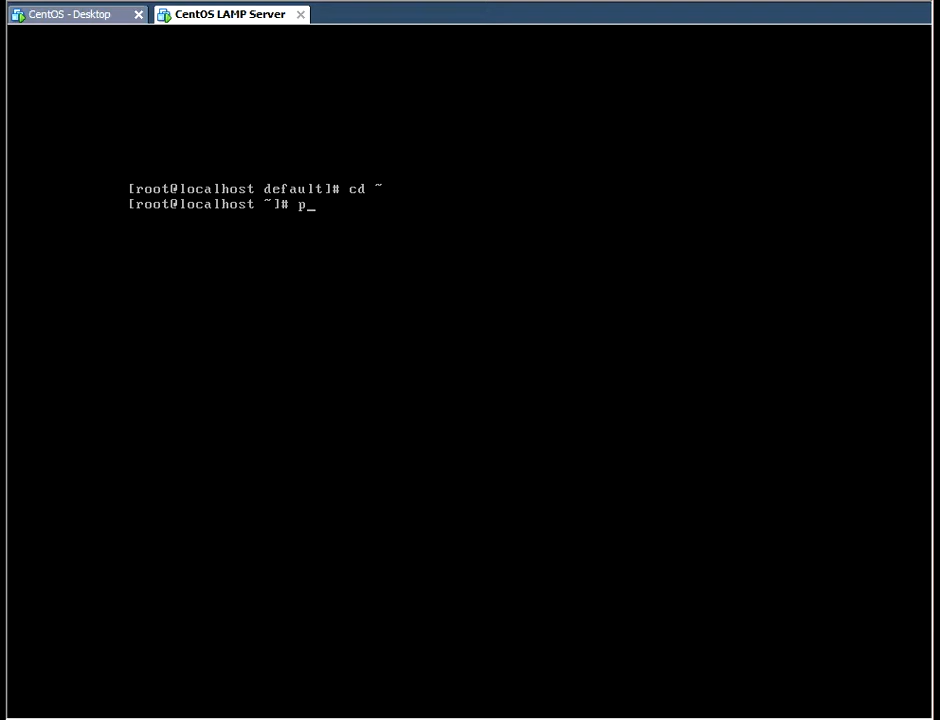 CentOS - Desktop
CentOS LAMP Server
[root@localhost default]# cd ~
[root@localhost ~]# p_